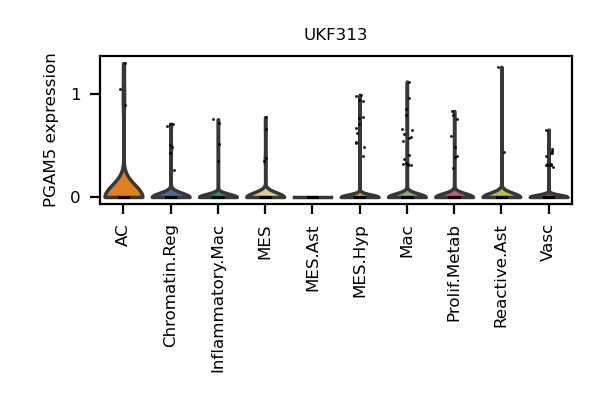 UKF313
PGAM5 expression
1
0
AC
Chromatin.Reg
Inflammatory.Mac
MES
MES.Ast
MES.Hyp
Mac
Prolif.Metab
Reactive.Ast
Vasc